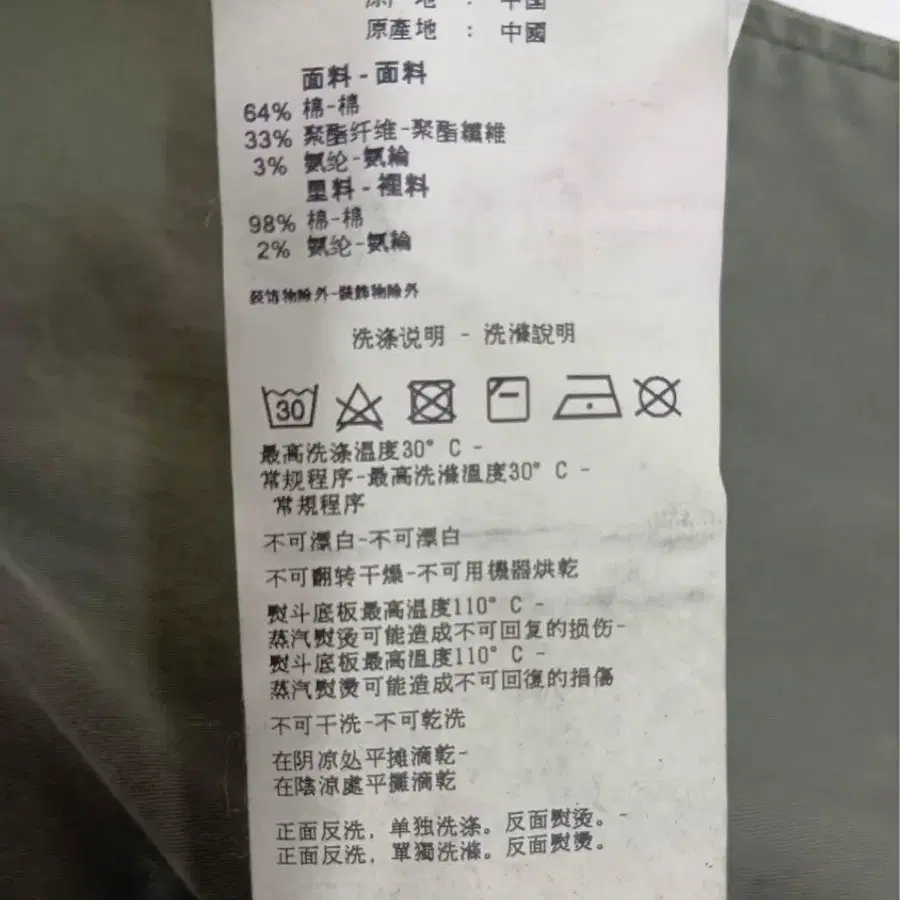 原产地 : 中国
原產地 : 中國
面料-面料
64% 棉-棉
33% 聚酯纤维-聚酯纖維
3% 氨纶-氨綸
里料-裡料
98% 棉-棉
2% 氨纶-氨綸
装饰物除外-裝飾物除外
洗涤说明 - 洗滌說明
30
最高洗涤温度30° C -
常规程序-最高洗滌溫度30° C -
常規程序
不可漂白-不可漂白
不可翻转干燥-不可用機器烘乾
熨斗底板最高温度110° C -
蒸汽熨烫可能造成不可回复的损伤-
熨斗底板最高溫度110° C -
蒸汽熨燙可能造成不可回復的損傷
不可干洗-不可乾洗
在阴凉处平摊滴乾-
在陰涼處平攤滴乾
正面反洗．单独洗涤。反面熨烫。-
正面反洗．單獨洗滌。反面熨燙。